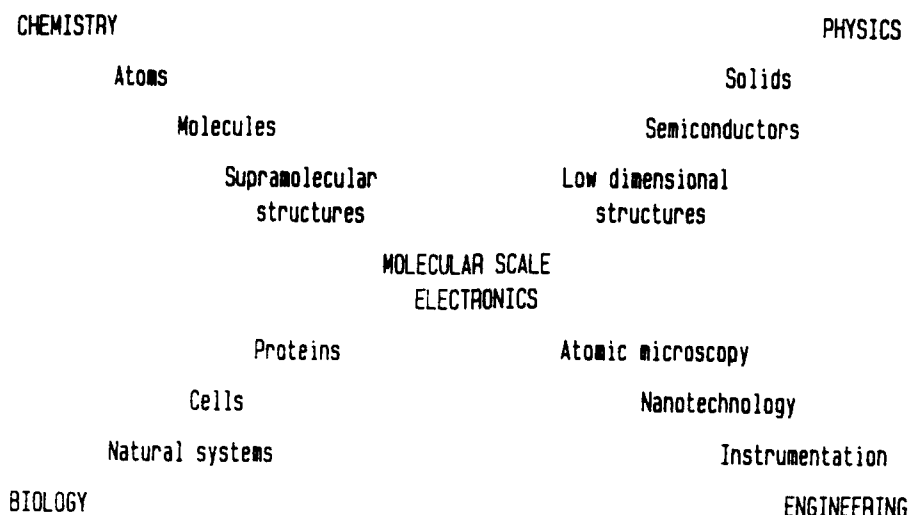 CHEMISTRY PHYSICS
Atoms Solids
Molecules Semiconductors
Supramolecular Low dimensional
structures structures
MOLECULAR SCALE
ELECTRONICS
Proteins Atomic microscopy
Cells Nanotechnology
Natural systems Instrumentation
BIOLOGY ENGINEERING